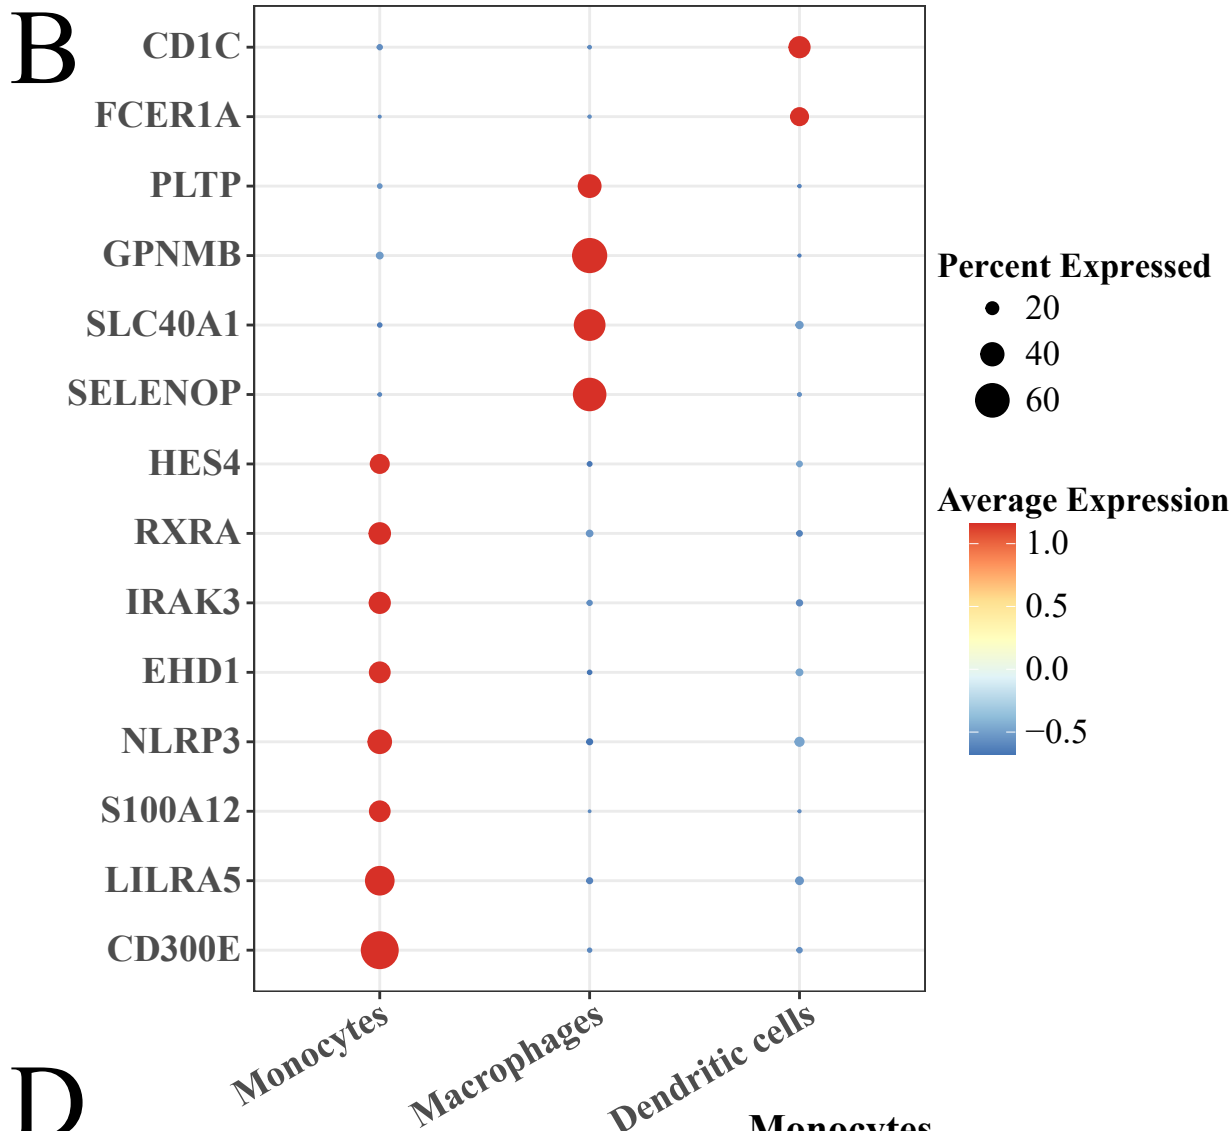 B
CD1C
FCER1A
PLTP
GPNMB
SLC40A1
SELENOP
HES4
RXRA
IRAK3
EHD1
NLRP3
S100A12
LILRA5
CD300E
Monocytes
Macrophages
Dendritic cells
Percent Expressed
20
40
60
Average Expression
1.0
0.5
0.0
−0.5
D
Monocytes